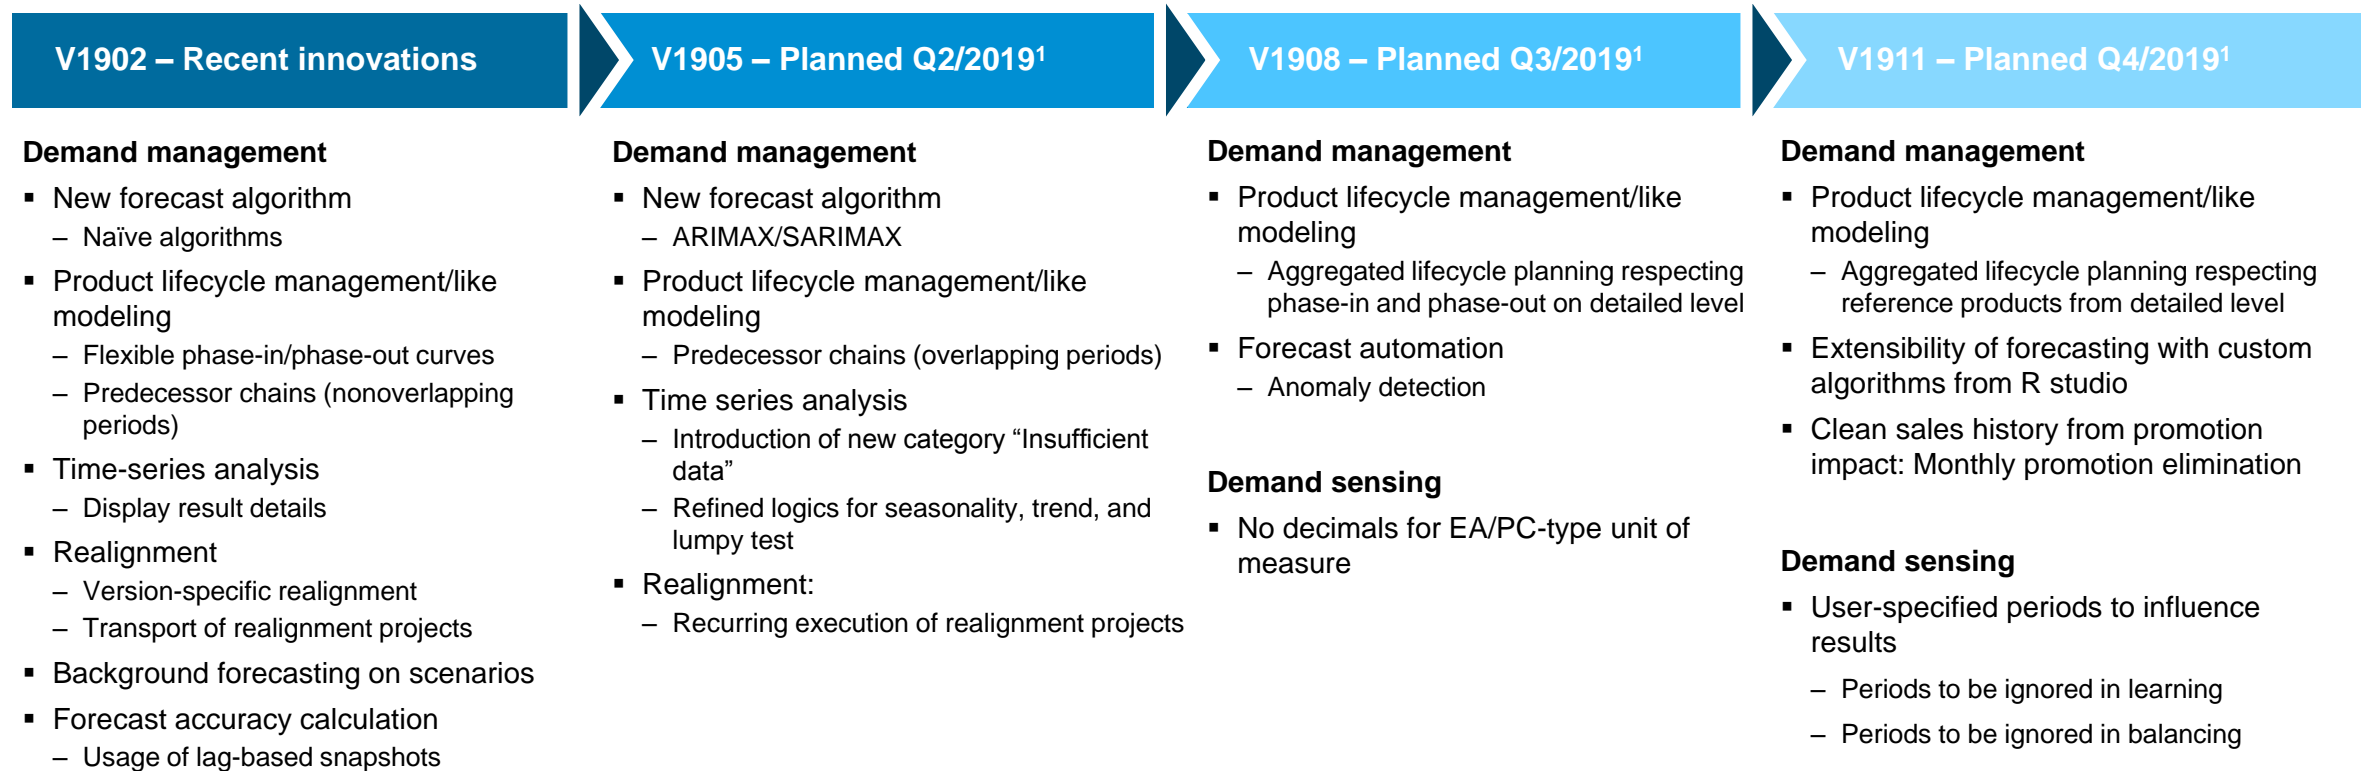 V1902 – Recent innovations
Demand management
▪ New forecast algorithm
– Naïve algorithms
▪ Product lifecycle management/like
modeling
– Flexible phase-in/phase-out curves
– Predecessor chains (nonoverlapping
periods)
▪ Time-series analysis
– Display result details
▪ Realignment
– Version-specific realignment
– Transport of realignment projects
▪ Background forecasting on scenarios
▪ Forecast accuracy calculation
– Usage of lag-based snapshots
V1905 – Planned Q2/2019¹
Demand management
▪ New forecast algorithm
– ARIMAX/SARIMAX
▪ Product lifecycle management/like
modeling
– Predecessor chains (overlapping periods)
▪ Time series analysis
– Introduction of new category “Insufficient
data”
– Refined logics for seasonality, trend, and
lumpy test
▪ Realignment:
– Recurring execution of realignment projects
V1908 – Planned Q3/2019¹
Demand management
▪ Product lifecycle management/like
modeling
– Aggregated lifecycle planning respecting
phase-in and phase-out on detailed level
▪ Forecast automation
– Anomaly detection
Demand sensing
▪ No decimals for EA/PC-type unit of
measure
V1911 – Planned Q4/2019¹
Demand management
▪ Product lifecycle management/like
modeling
– Aggregated lifecycle planning respecting
reference products from detailed level
▪ Extensibility of forecasting with custom
algorithms from R studio
▪ Clean sales history from promotion
impact: Monthly promotion elimination
Demand sensing
▪ User-specified periods to influence
results
– Periods to be ignored in learning
– Periods to be ignored in balancing